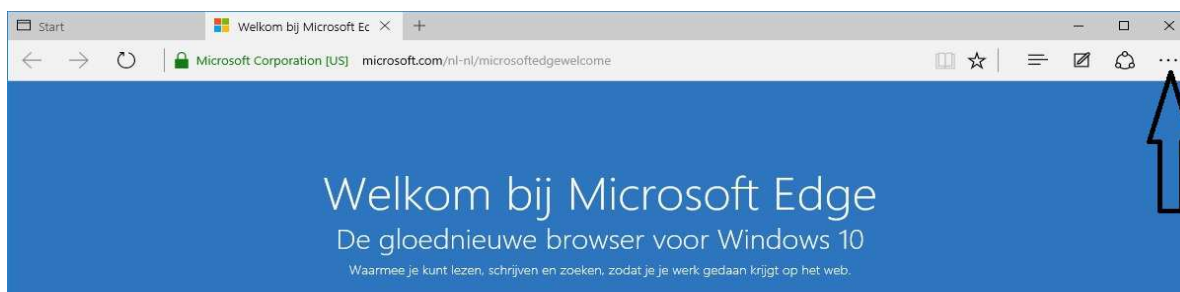 Start
Welkom bij Microsoft Ec
Microsoft Corporation [US] microsoft.com/nl-nl/microsoftedgewelcome
Welkom bij Microsoft Edge
De gloednieuwe browser voor Windows 10
Waarmee je kunt lezen, schrijven en zoeken, zodat je je werk gedaan krijgt op het web.